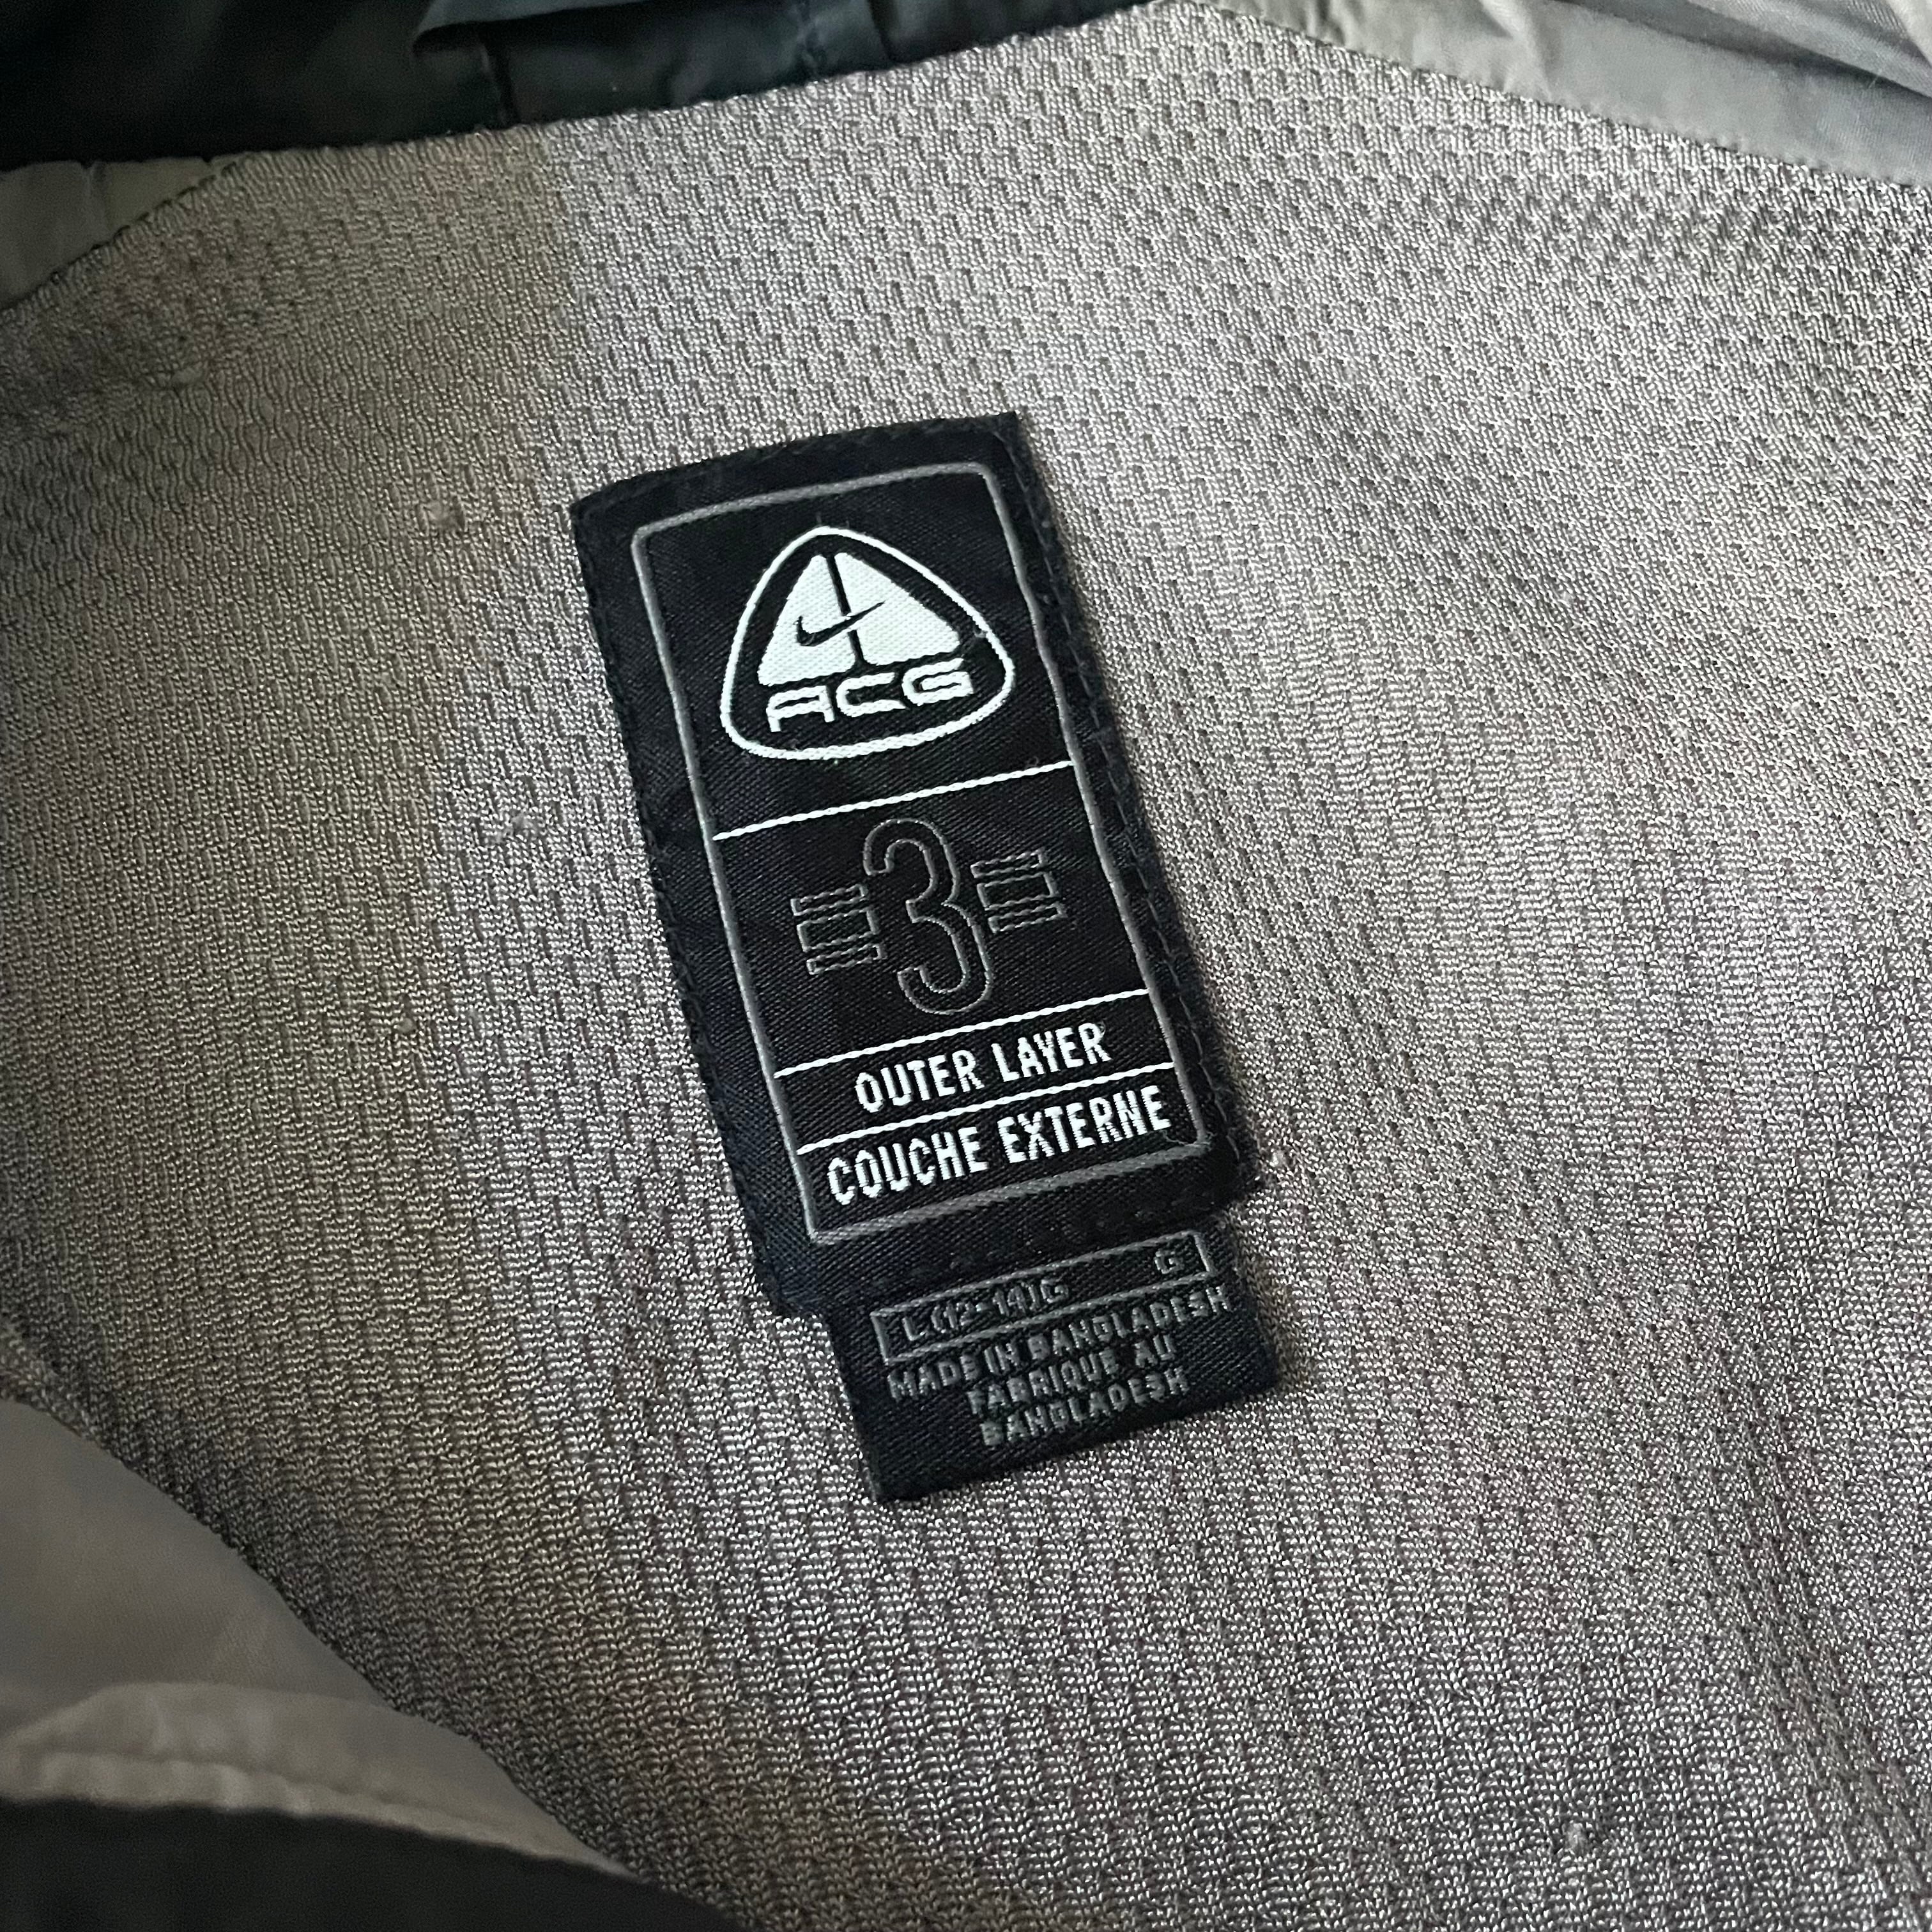 ACG
3
OUTER LAYER
COUCHE EXTERNE
L (12-14) G G
MADE IN BANGLADESH
FABRIQUE AU
BANGLADESH